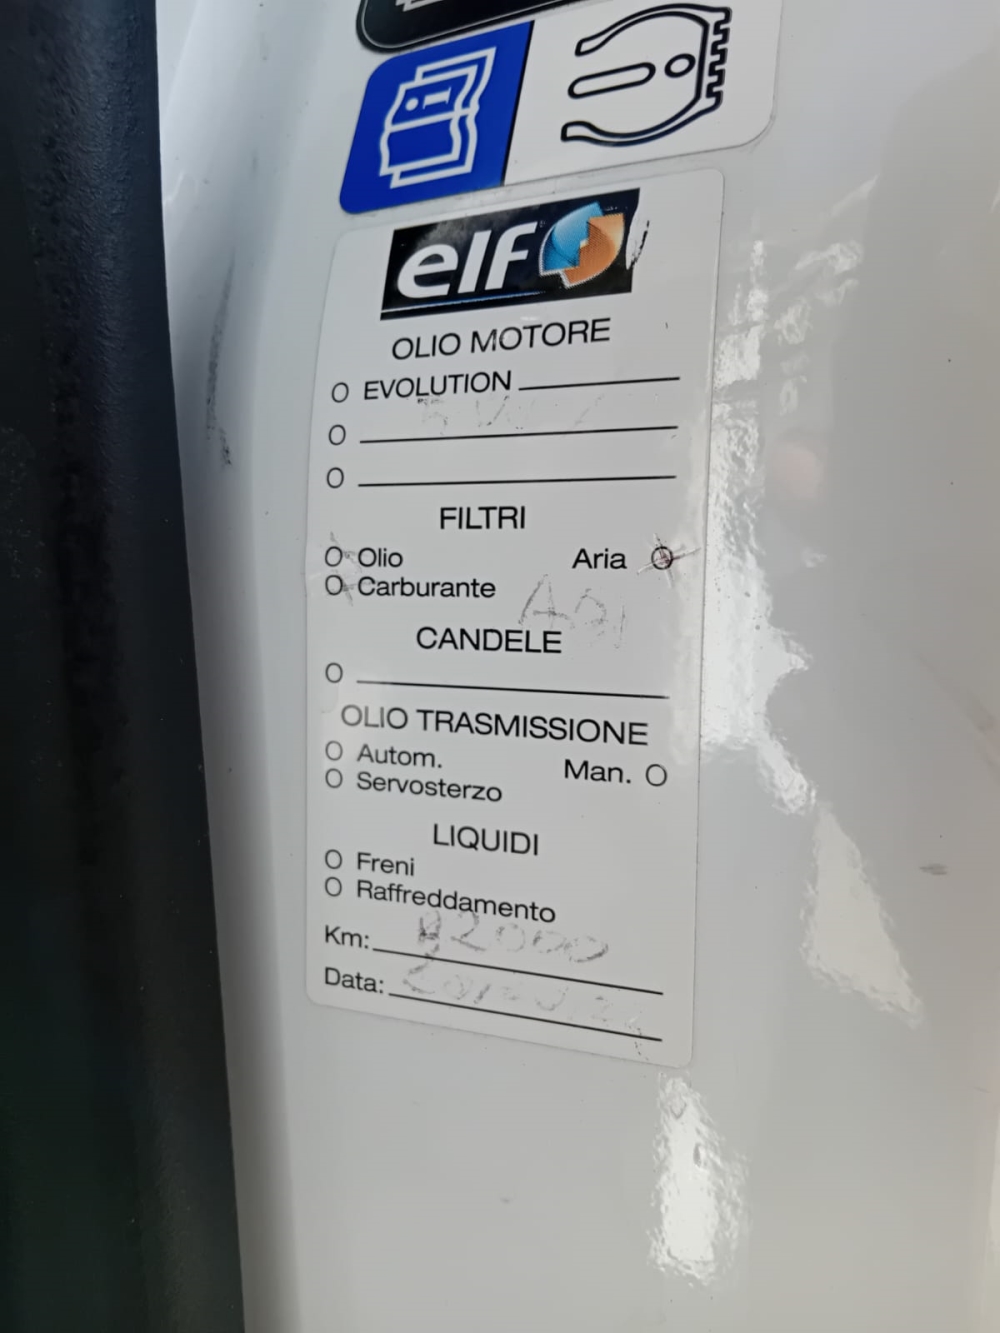 elf
OLIO MOTORE
EVOLUTION
FILTRI
Olio Aria
Carburante
CANDELE
OLIO TRASMISSIONE
Autom. Man.
Servosterzo
LIQUIDI
Freni
Raffreddamento
Km:
Data: